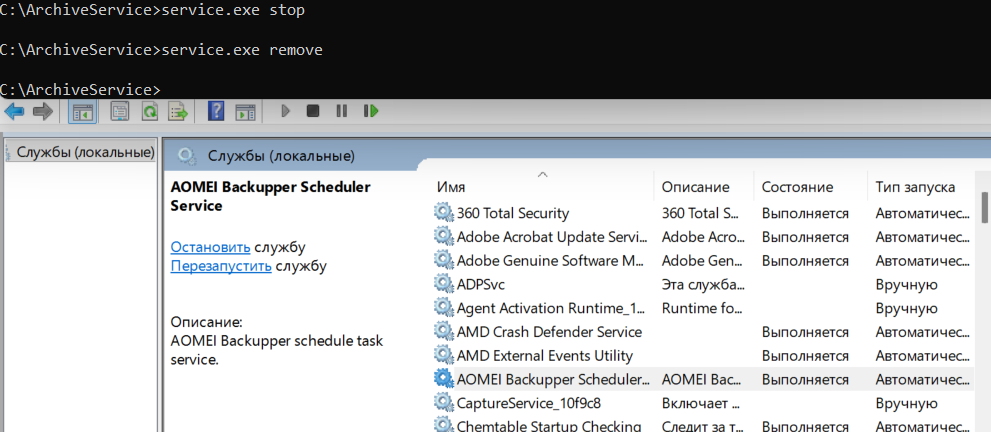 C:\ArchiveService>service.exe stop
C:\ArchiveService>service.exe remove
C:\ArchiveService>
Службы (локальные)
Службы (локальные)
AOMEI Backupper Scheduler
Service
Остановить службу
Перезапустить службу
Описание:
AOMEI Backupper schedule task
service.
Имя Описание Состояние Тип запуска
360 Total Security 360 Total S... Выполняется Автоматичес...
Adobe Acrobat Update Servi... Adobe Acro... Выполняется Автоматичес...
Adobe Genuine Software M... Adobe Gen... Выполняется Автоматичес...
ADPSvc Эта служба... Вручную
Agent Activation Runtime_1... Runtime fo... Вручную
AMD Crash Defender Service Выполняется Автоматичес...
AMD External Events Utility Выполняется Автоматичес...
AOMEI Backupper Scheduler... AOMEI Bac... Выполняется Автоматичес...
CaptureService_10f9c8 Включает ... Вручную
Chemtable Startup Checking Следит за т... Выполняется Автоматичес...